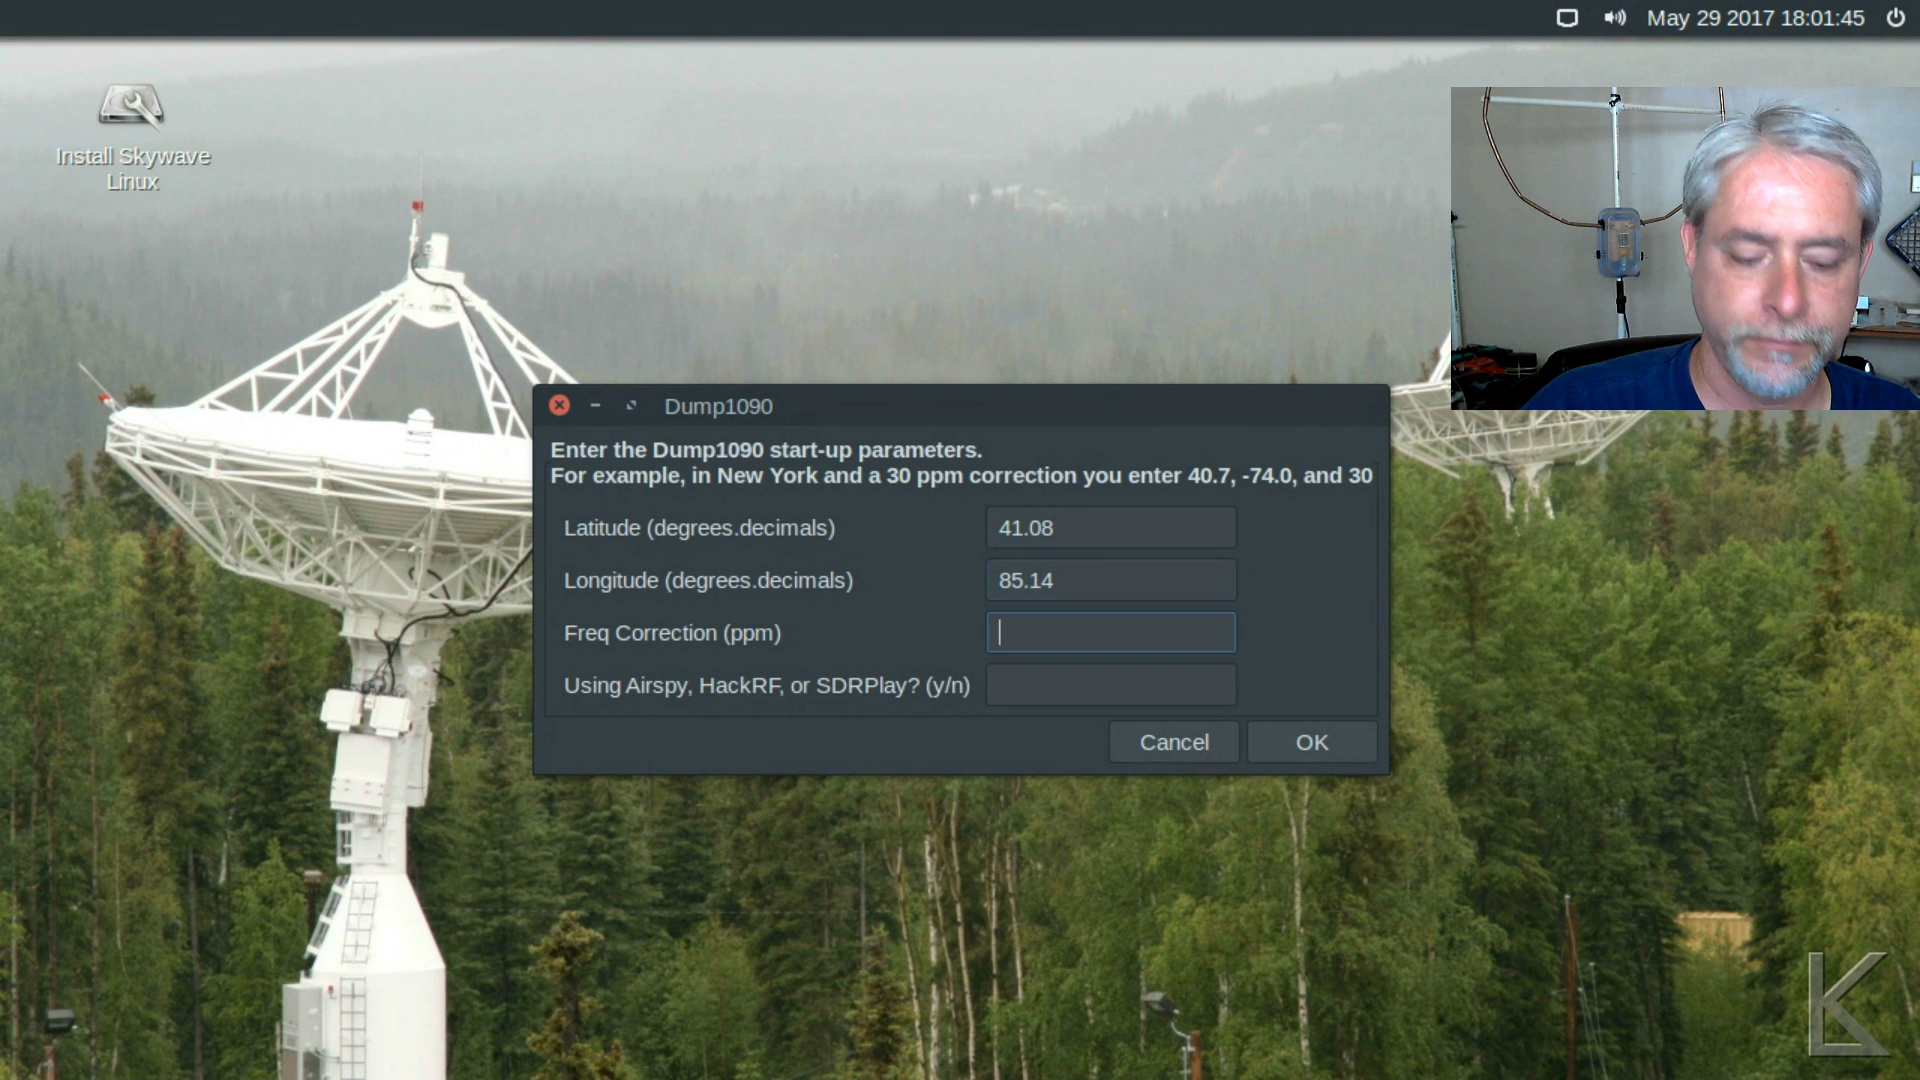 May 29 2017 18:01:45
Install Skywave
Linux
Dump1090
Enter the Dump1090 start-up parameters.
For example, in New York and a 30 ppm correction you enter 40.7, -74.0, and 30
Latitude (degrees.decimals)
41.08
Longitude (degrees.decimals)
85.14
Freq Correction (ppm)
Using Airspy, HackRF, or SDRPlay? (y/n)
Cancel
OK